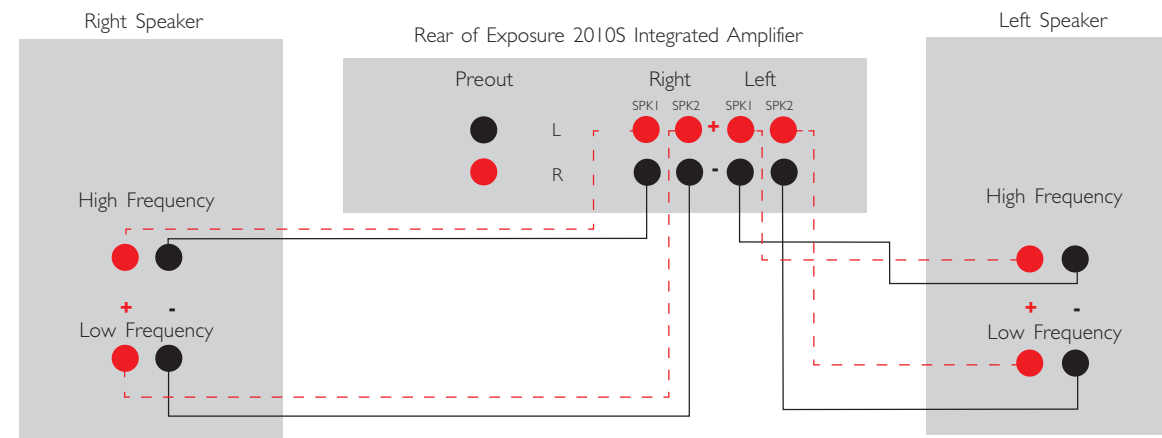 Right Speaker
Left Speaker
Rear of Exposure 2010S Integrated Amplifier
Preout
Right
Left
SPK1
SPK2
SPK1
SPK2
L
+
R
-
High Frequency
+
-
Low Frequency
High Frequency
+
-
Low Frequency